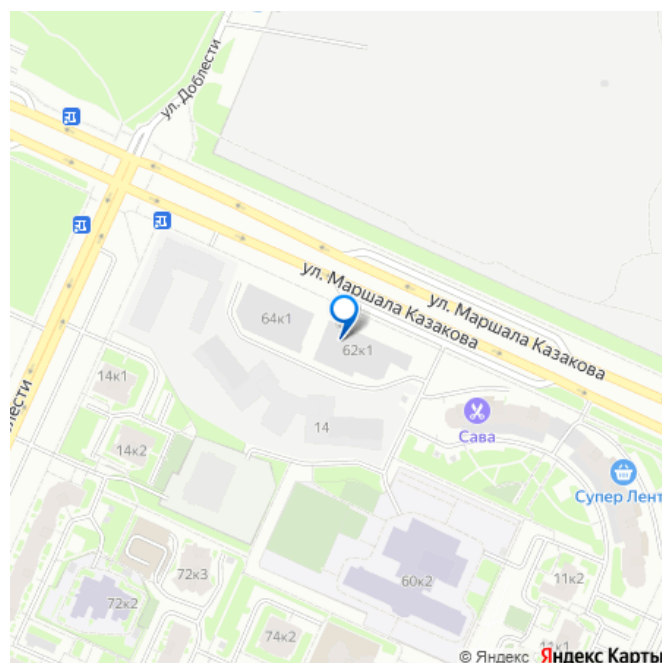 ул. Доблести
ул. Маршала Казакова
ул. Маршала Казакова
64к1
62к1
14к1
14
Сава
14к2
Супер Лент
72к3
60к2
11к2
72к2
74к2
© Яндекс Яндекс Карты